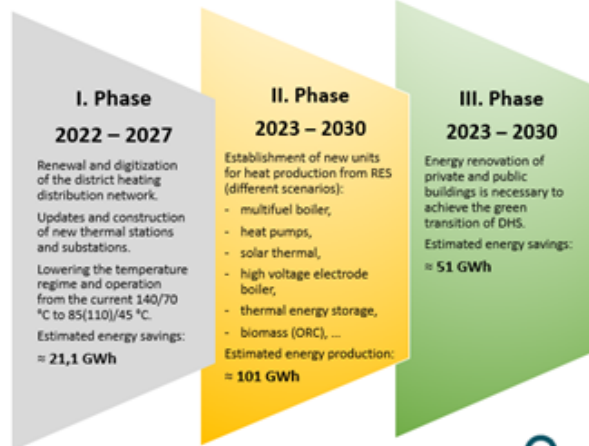 I. Phase
2022 – 2027
Renewal and digitization
of the district heating
distribution network.
Updates and construction
of new thermal stations
and substations.
Lowering the temperature
regime and operation
from the current 140/70
°C to 85(110)/45 °C.
Estimated energy savings:
≈ 21,1 GWh
II. Phase
2023 – 2030
Establishment of new units
for heat production from RES
(different scenarios):
- multifuel boiler,
- heat pumps,
- solar thermal,
- high voltage electrode
boiler,
- thermal energy storage,
- biomass (ORC), ...
Estimated energy production:
≈ 101 GWh
III. Phase
2023 – 2030
Energy renovation of
private and public
buildings is necessary to
achieve the green
transition of DHS.
Estimated energy savings:
≈ 51 GWh